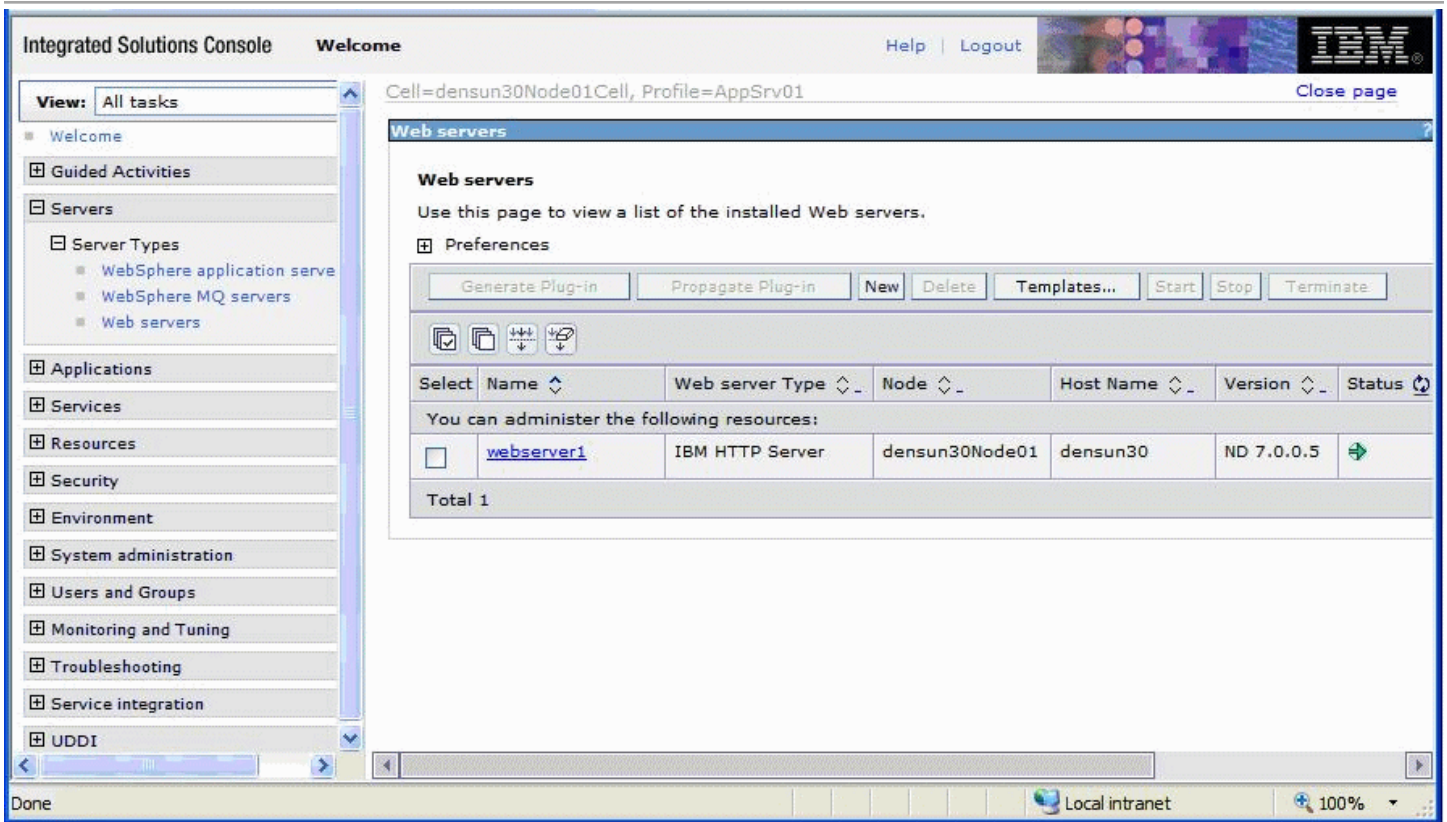 Integrated Solutions Console Welcome Help | Logout IBM®
View: All tasks
Welcome
Guided Activities
Servers
Server Types
WebSphere application serve
WebSphere MQ servers
Web servers
Applications
Services
Resources
Security
Environment
System administration
Users and Groups
Monitoring and Tuning
Troubleshooting
Service integration
UDDI
Cell=densun30Node01Cell, Profile=AppSrv01 Close page
Web servers ?
Web servers
Use this page to view a list of the installed Web servers.
Preferences
Generate Plug-in Propagate Plug-in New Delete Templates... Start Stop Terminate
Select Name Web server Type Node Host Name Version Status
You can administer the following resources:
webserver1 IBM HTTP Server densun30Node01 densun30 ND 7.0.0.5
Total 1
Done Local intranet 100%